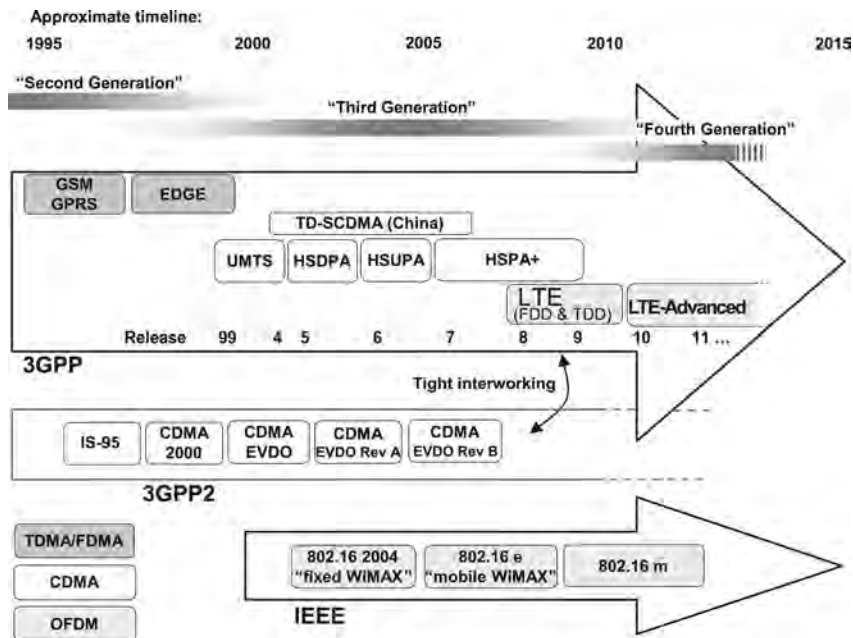 Approximate timeline:
1995 2000 2005 2010 2015
“Second Generation”
“Third Generation”
“Fourth Generation”
GSM
GPRS
EDGE
TD-SCDMA (China)
UMTS HSDPA HSUPA HSPA+
LTE
(FDD & TDD)
LTE-Advanced
Release 99 4 5 6 7 8 9 10 11 ...
3GPP
Tight interworking
IS-95
CDMA
2000
CDMA
EVDO
CDMA
EVDO Rev A
CDMA
EVDO Rev B
3GPP2
TDMA/FDMA
CDMA
OFDM
802.16 2004
“fixed WiMAX”
802.16 e
“mobile WiMAX”
802.16 m
IEEE